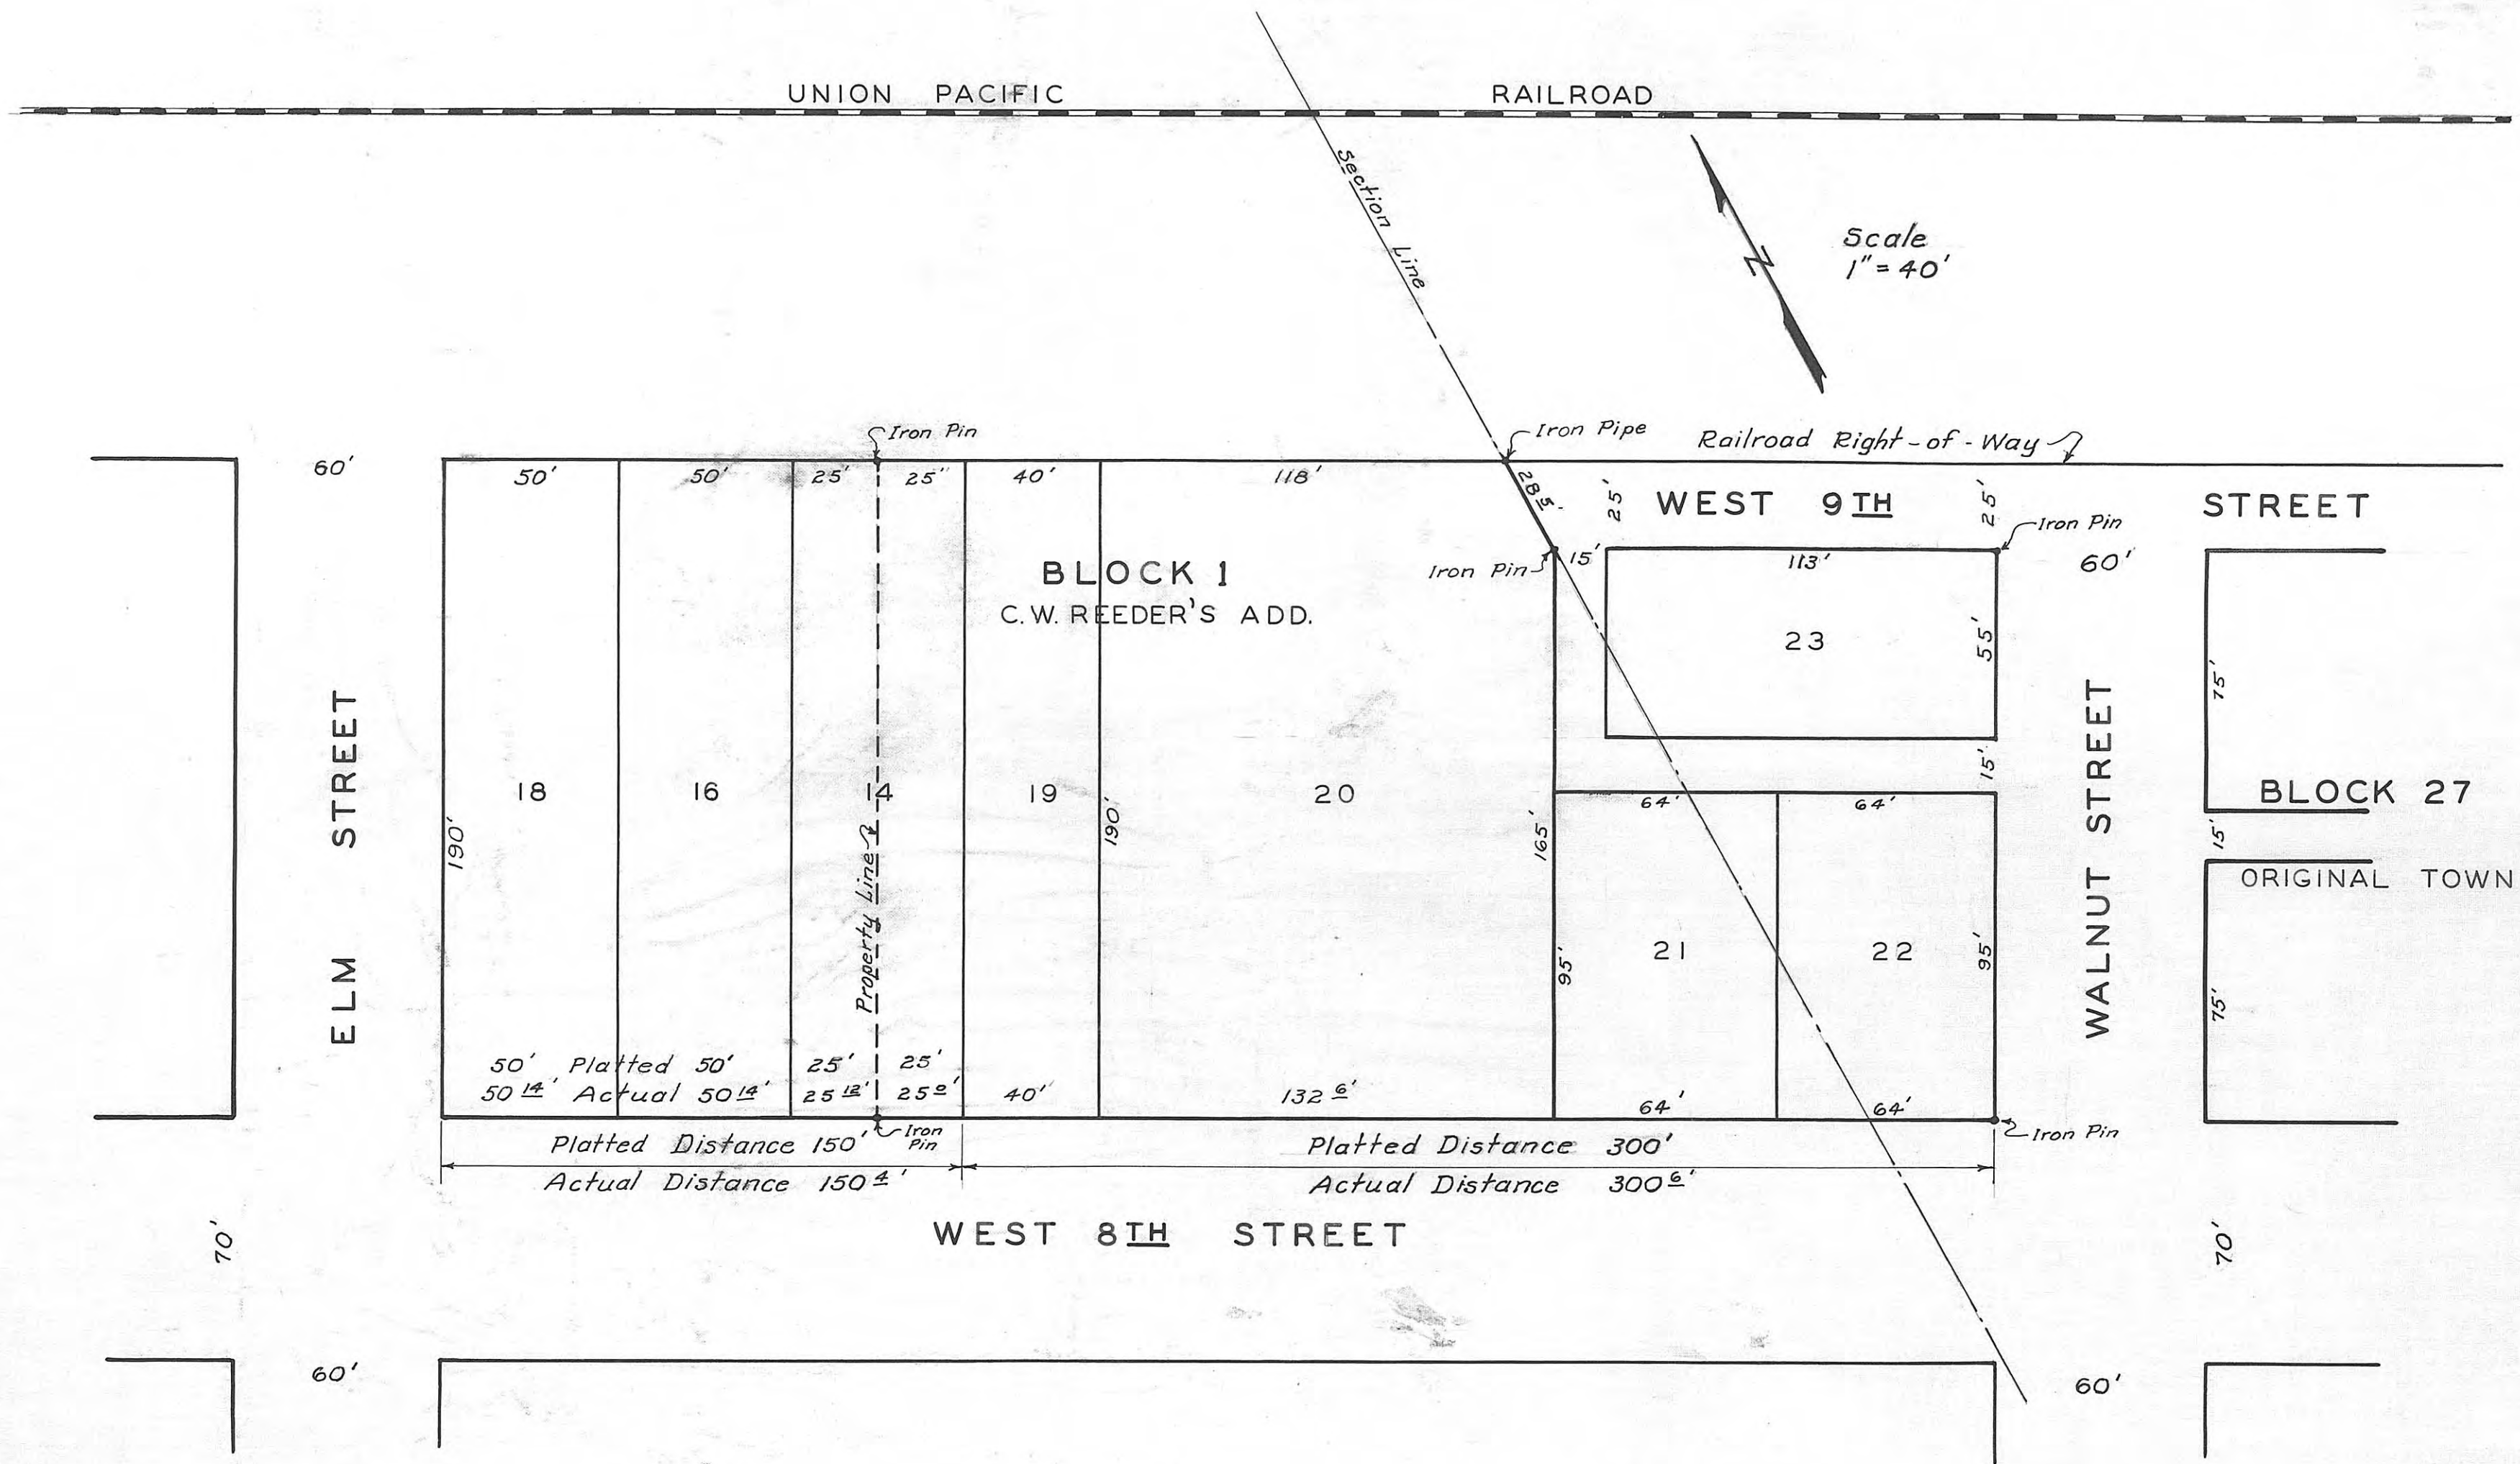 UNION PACIFIC RAILROAD
Section Line
Scale
1" = 40'
Iron Pin
Iron Pipe
Railroad Right-of-Way
60'
50'
50'
25'
25"
40'
118'
28 5
25'
WEST 9TH STREET
25'
Iron Pin
Iron Pin
15'
113'
60'
BLOCK 1
C.W. REEDER'S ADD.
23
55'
75'
ELM STREET
WALNUT STREET
18
16
14
19
20
15'
64'
64'
BLOCK 27
190'
190'
165'
15'
ORIGINAL TOWN
Property Line
95'
21
22
95'
75'
50' Platted 50' 25' 25'
50 14' Actual 50 14' 25 12' 25 0' 40' 132 6'
64'
64'
Iron Pin
Iron
Pin
Platted Distance 150'
Platted Distance 300'
Actual Distance 150 4'
Actual Distance 300 6'
70'
WEST 8TH STREET
70'
60'
60'